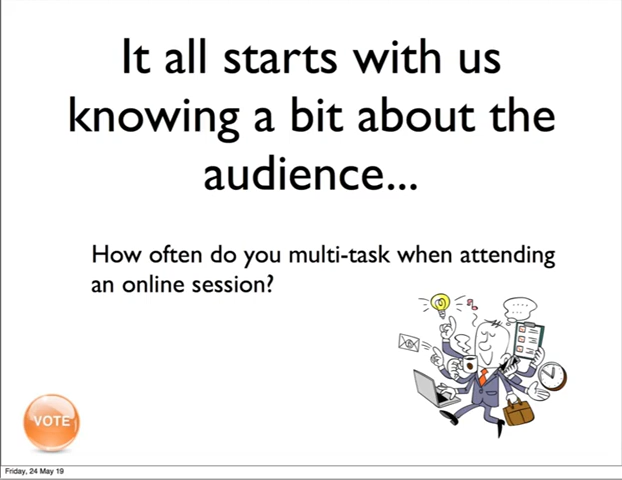 It all starts with us
knowing a bit about the
audience...
How often do you multi-task when attending
an online session?
VOTE
Friday, 24 May 19